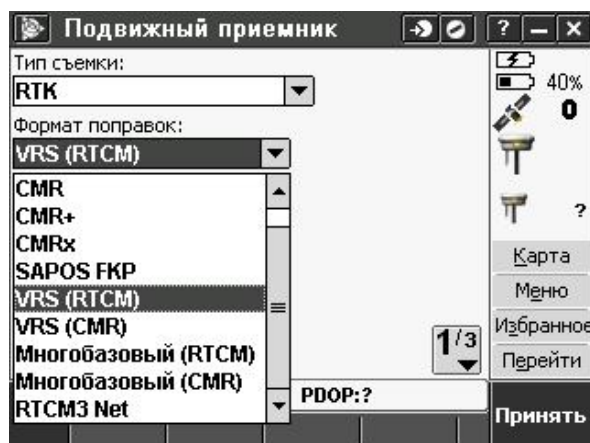 Подвижный приемник
? – ×
Тип съемки:
RTK
Формат поправок:
VRS (RTCM)
CMR
CMR+
CMRx
SAPOS FKP
VRS (RTCM)
VRS (CMR)
Многобазовый (RTCM)
Многобазовый (CMR)
RTCM3 Net
1/3
PDOP:?
40%
0
?
Карта
Меню
Избранное
Перейти
Принять